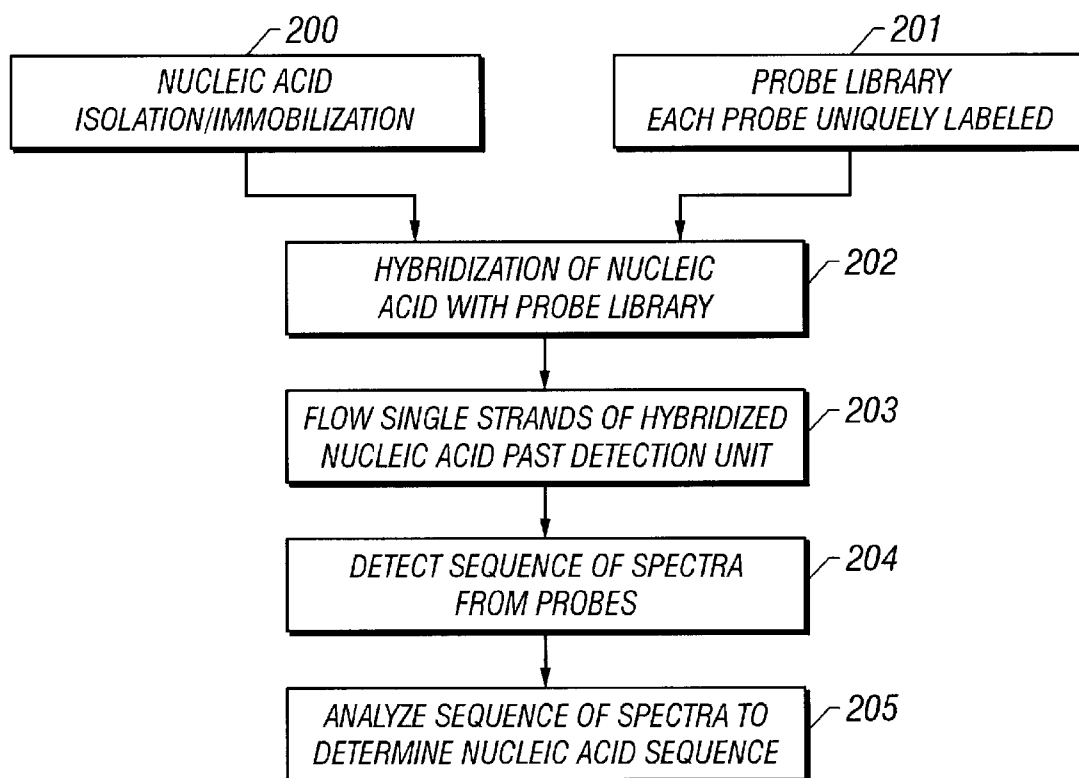 200
NUCLEIC ACID
ISOLATION/IMMOBILIZATION
201
PROBE LIBRARY
EACH PROBE UNIQUELY LABELED
202
HYBRIDIZATION OF NUCLEIC
ACID WITH PROBE LIBRARY
203
FLOW SINGLE STRANDS OF HYBRIDIZED
NUCLEIC ACID PAST DETECTION UNIT
204
DETECT SEQUENCE OF SPECTRA
FROM PROBES
205
ANALYZE SEQUENCE OF SPECTRA TO
DETERMINE NUCLEIC ACID SEQUENCE